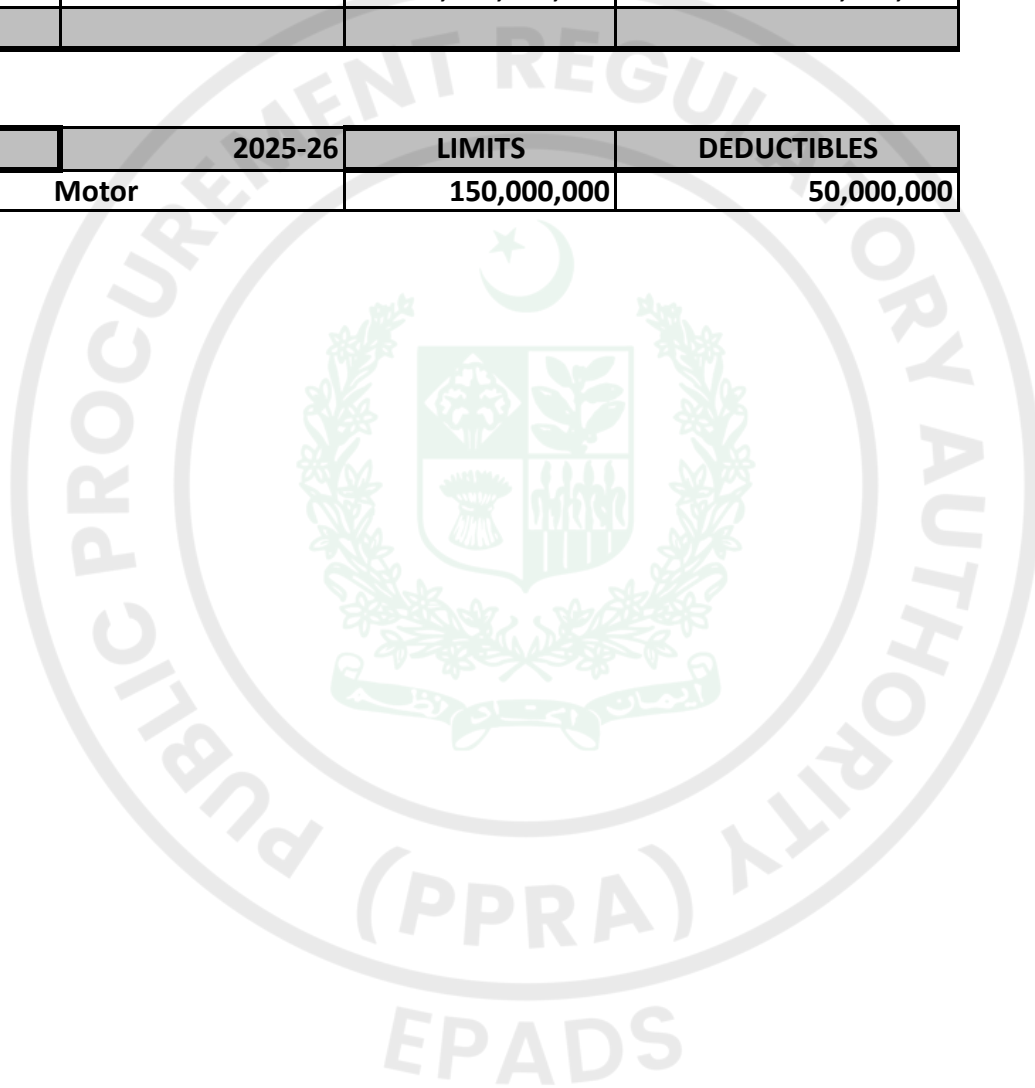 2025-26 LIMITS DEDUCTIBLES
Motor 150,000,000 50,000,000
PUBLIC PROCUREMENT REGULATORY AUTHORITY
(PPRA)
EPADS